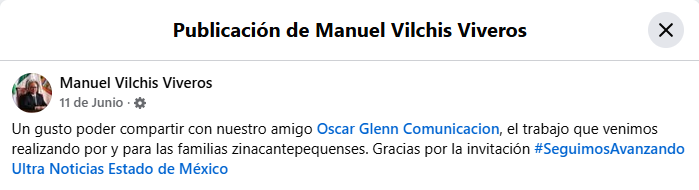 Publicación de Manuel Vilchis Viveros
Manuel Vilchis Viveros
11 de Junio ·
Un gusto poder compartir con nuestro amigo Oscar Glenn Comunicacion, el trabajo que venimos
realizando por y para las familias zinacantepequenses. Gracias por la invitación #SeguimosAvanzando
Ultra Noticias Estado de México